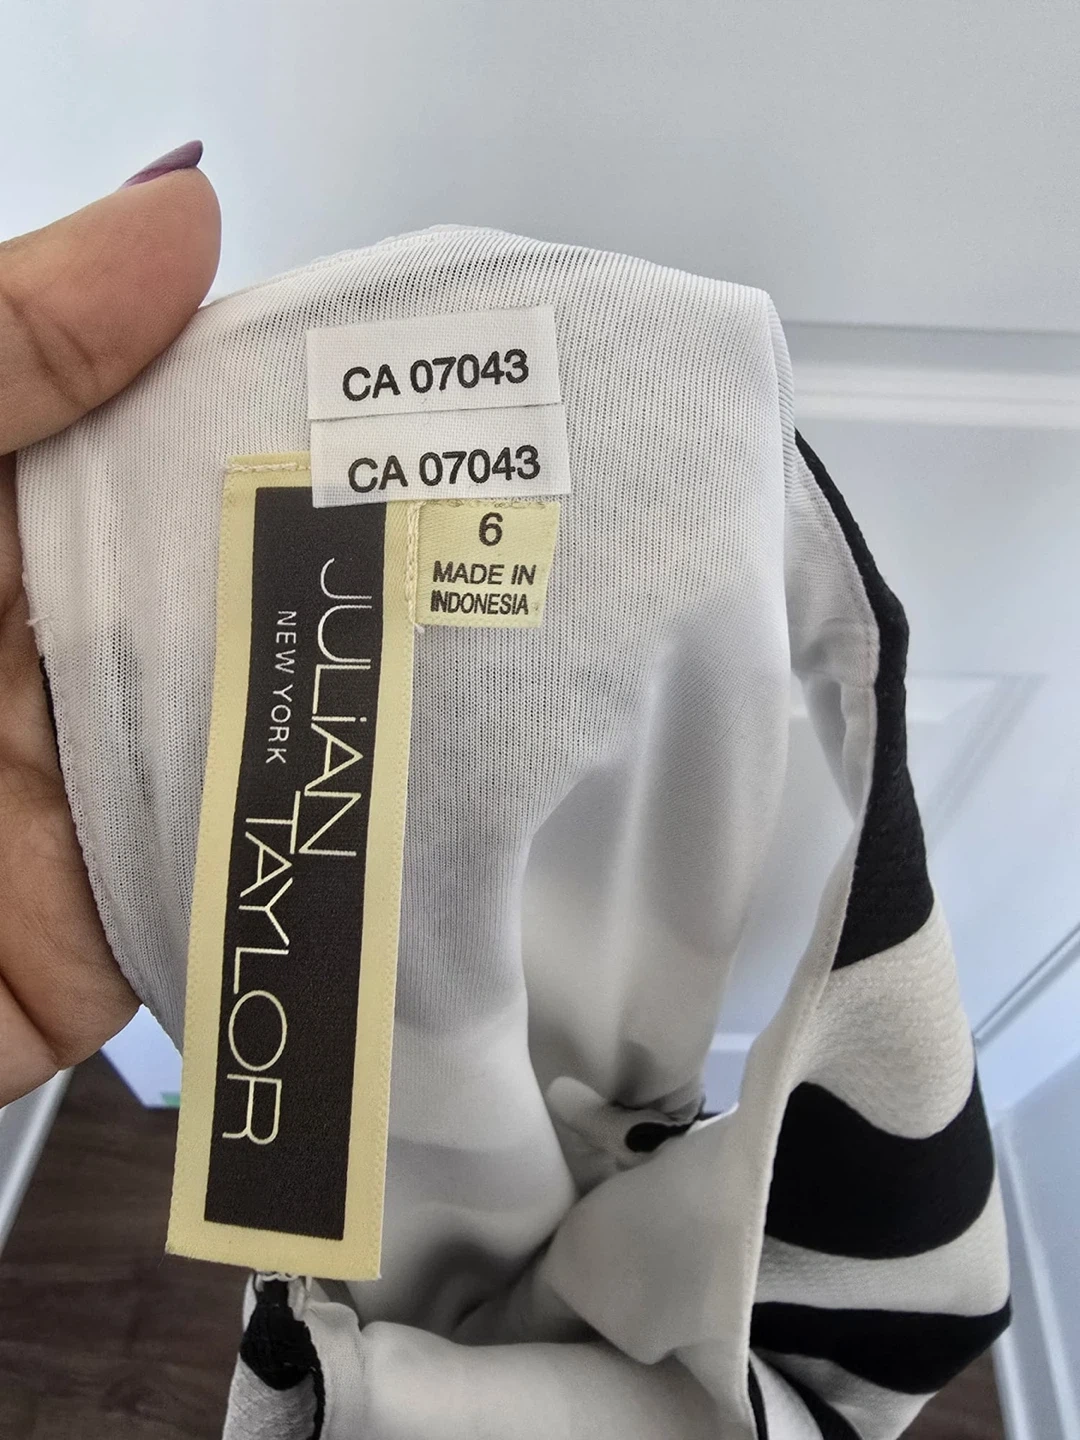 CA 07043
CA 07043
6
MADE IN
INDONESIA
JULiAN
TAYLOR
NEW YORK